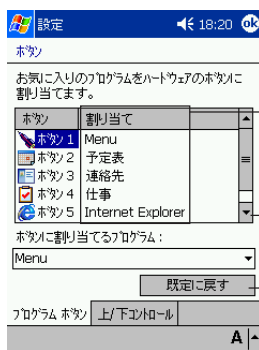 設定 18:20 ok
ボタン
お気に入りのプログラムをハードウェアのボタンに
割り当てます。
ボタン 割り当て
ボタン 1 Menu
ボタン 2 予定表
ボタン 3 連絡先
ボタン 4 仕事
ボタン 5 Internet Explorer
ボタンに割り当てるプログラム:
Menu
既定に戻す
プログラム ボタン 上/下コントロール
A